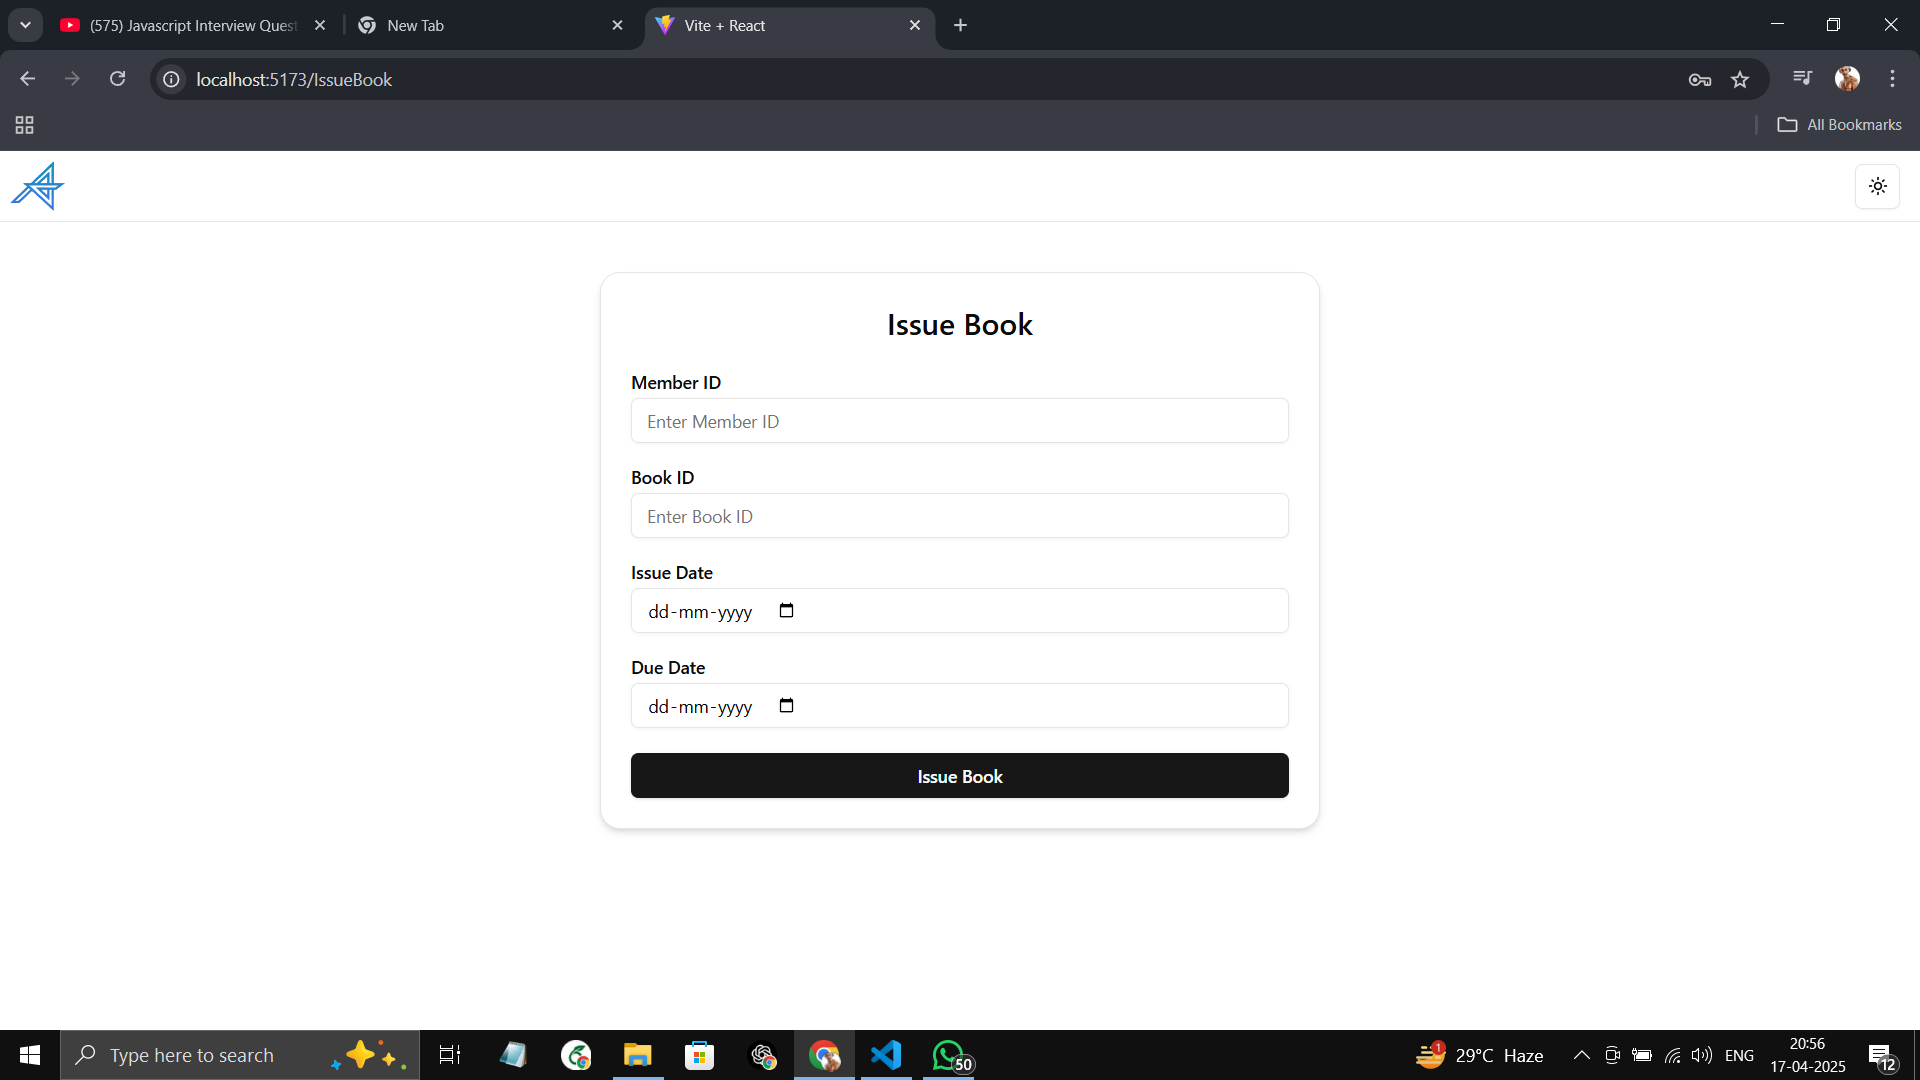 (575) Javascript Interview Quest
New Tab
Vite + React
localhost:5173/IssueBook
All Bookmarks
Issue Book
Member ID
Enter Member ID
Book ID
Enter Book ID
Issue Date
dd-mm-yyyy
Due Date
dd-mm-yyyy
Issue Book
Type here to search
50
1
29°C Haze
ENG
20:56
17-04-2025
12